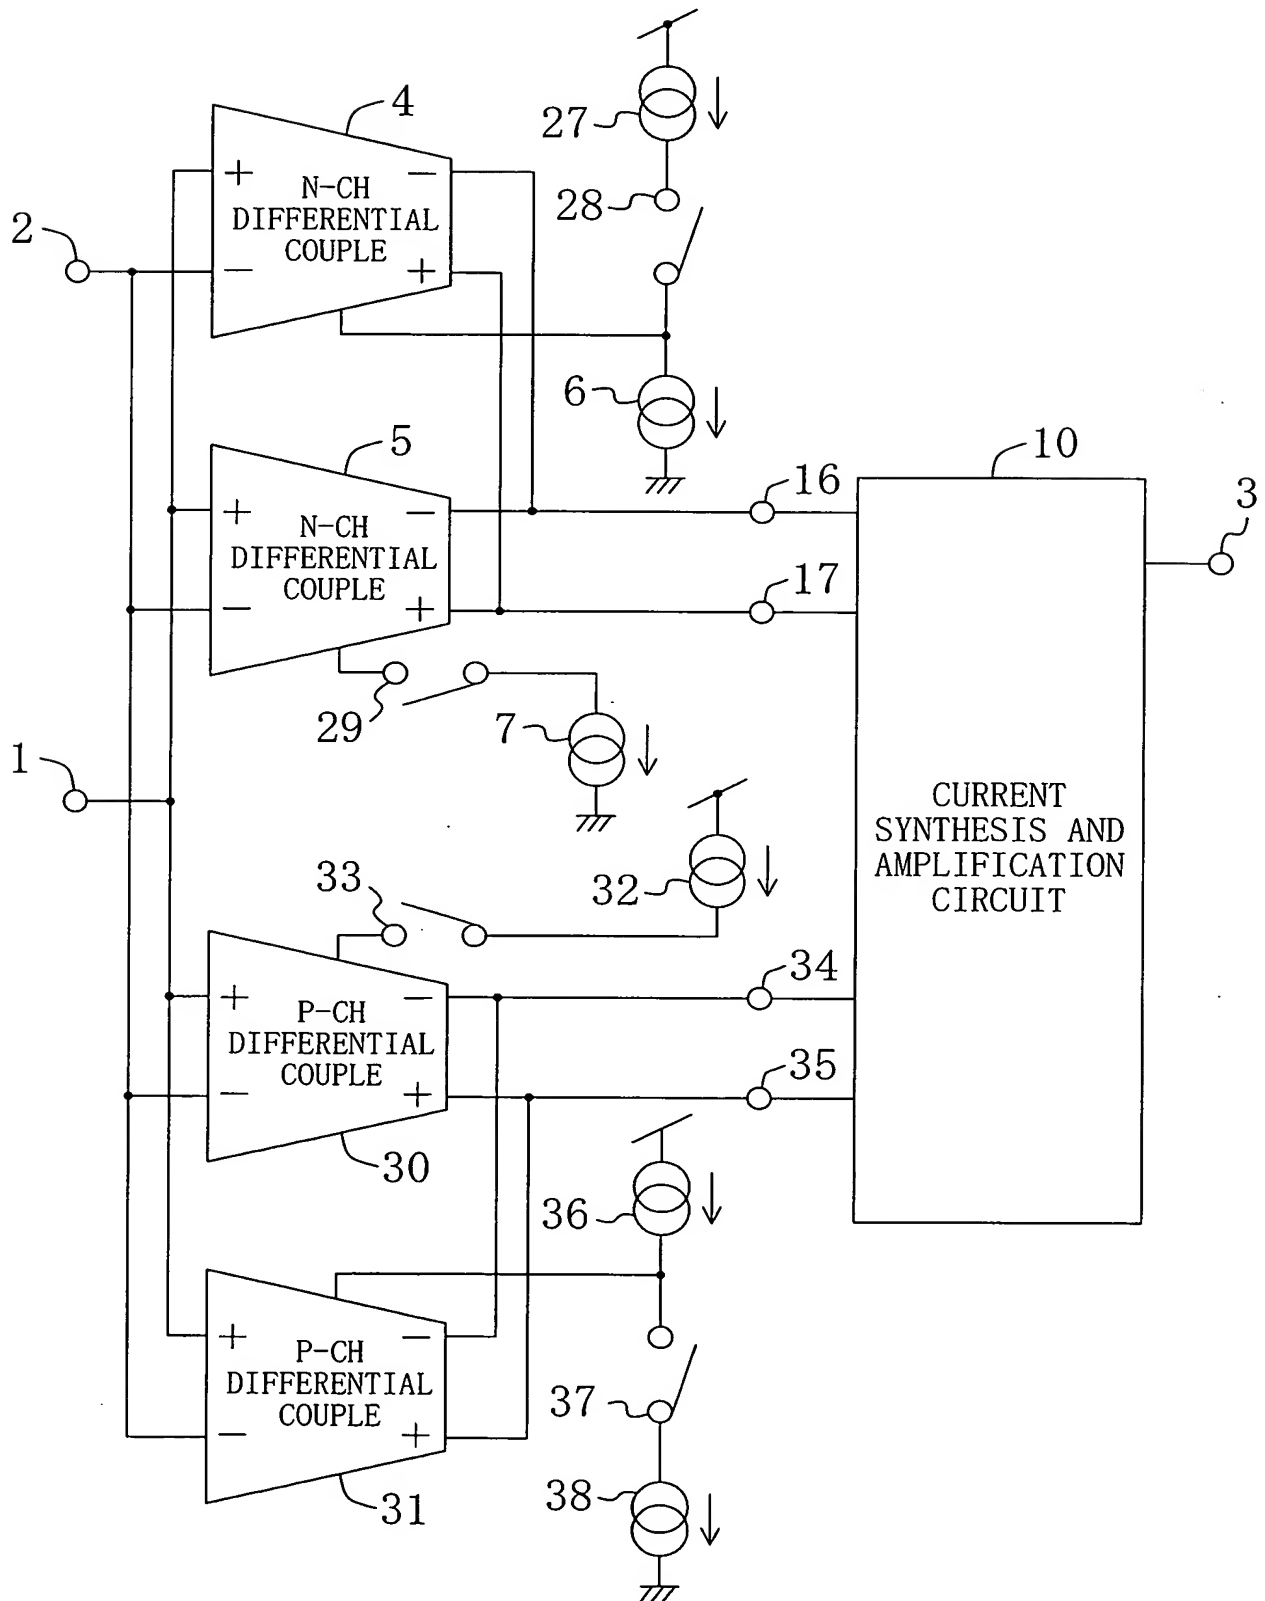 4
27
+ −
N-CH
DIFFERENTIAL
COUPLE
28
2
− +
6
5
10
16
3
+ −
N-CH
DIFFERENTIAL
COUPLE
17
− +
29
7
1
CURRENT
SYNTHESIS AND
AMPLIFICATION
CIRCUIT
33
32
34
+ −
P-CH
DIFFERENTIAL
COUPLE
35
− +
30
36
+ −
P-CH
DIFFERENTIAL
COUPLE
37
− +
38
31